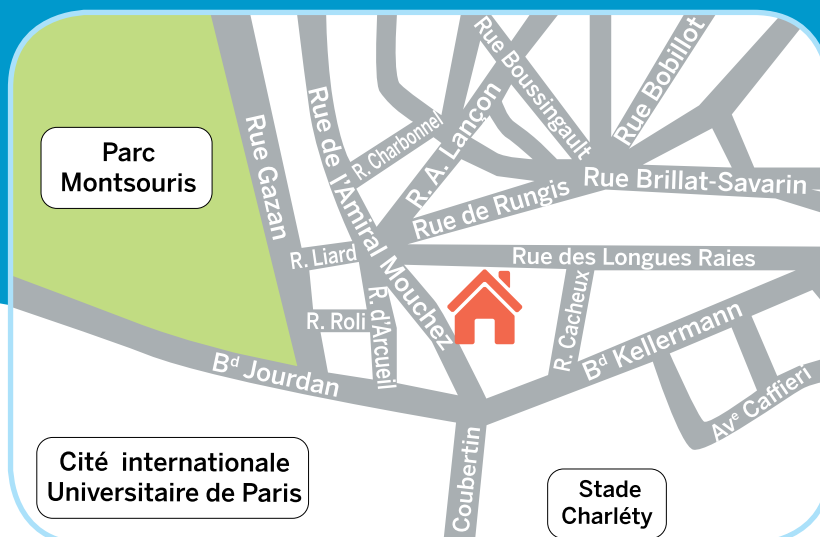 Rue Boussingault
Rue Bobillot
Rue Gazan
Rue de l'Amiral Mouchez
R. Charbonnel
R. A. Lançon
Parc
Montsouris
Rue Brillat-Savarin
Rue de Rungis
R. Liard
Rue des Longues Raies
R. Roli
R. d'Arcueil
R. Cacheux
Bd Kellermann
Bd Jourdan
Ave Caffieri
Cité internationale
Universitaire de Paris
Coubertin
Stade
Charléty